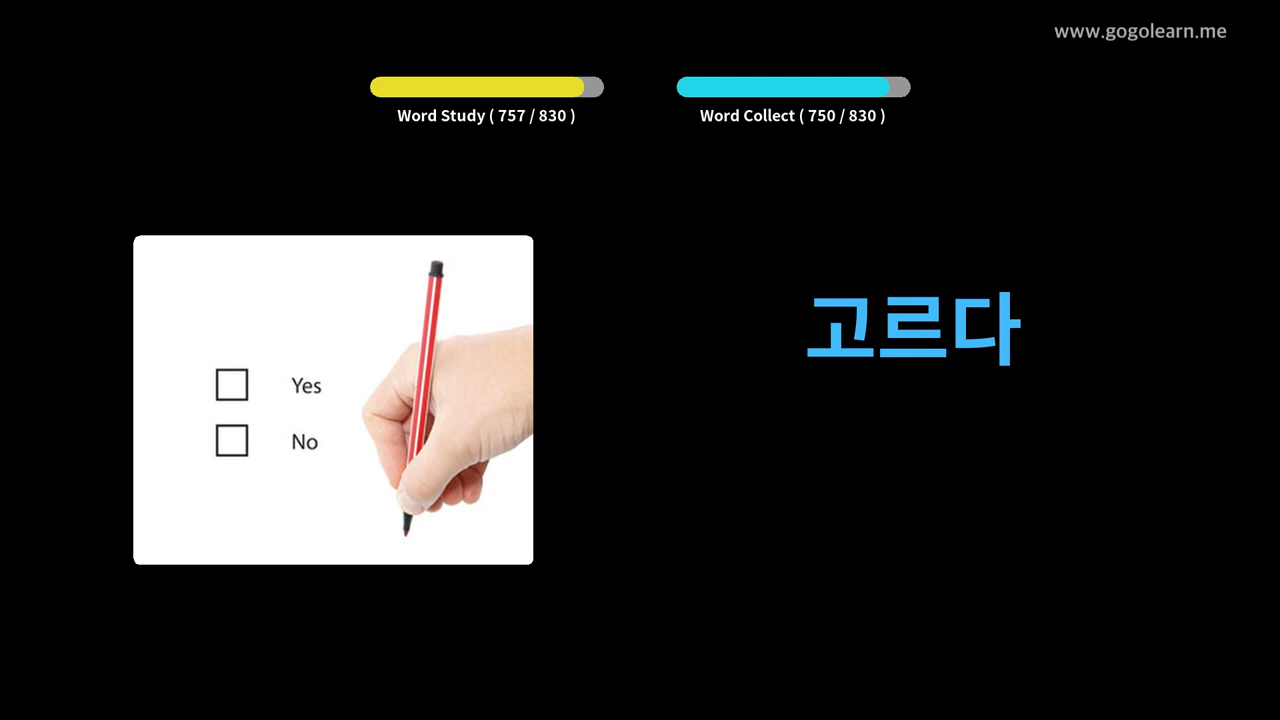 www.gogolearn.me
Word Study ( 757 / 830 )
Word Collect ( 750 / 830 )
Yes
No
고르다